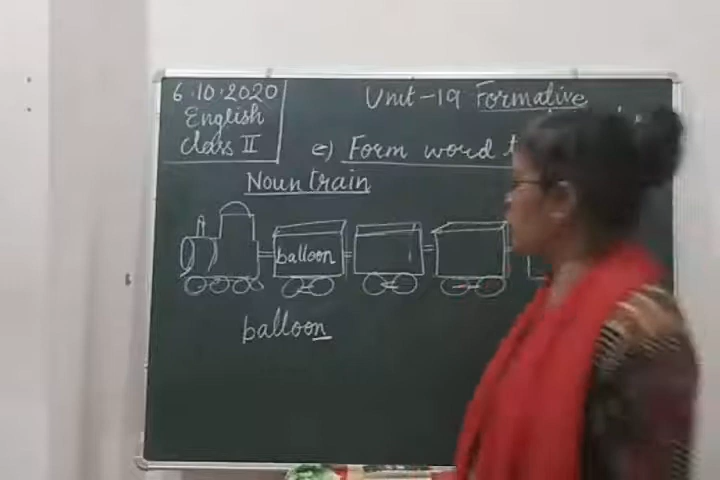 6.10.2020
English
Class II
Unit-19 Formative
e) Form word
Noun train
balloon
balloon